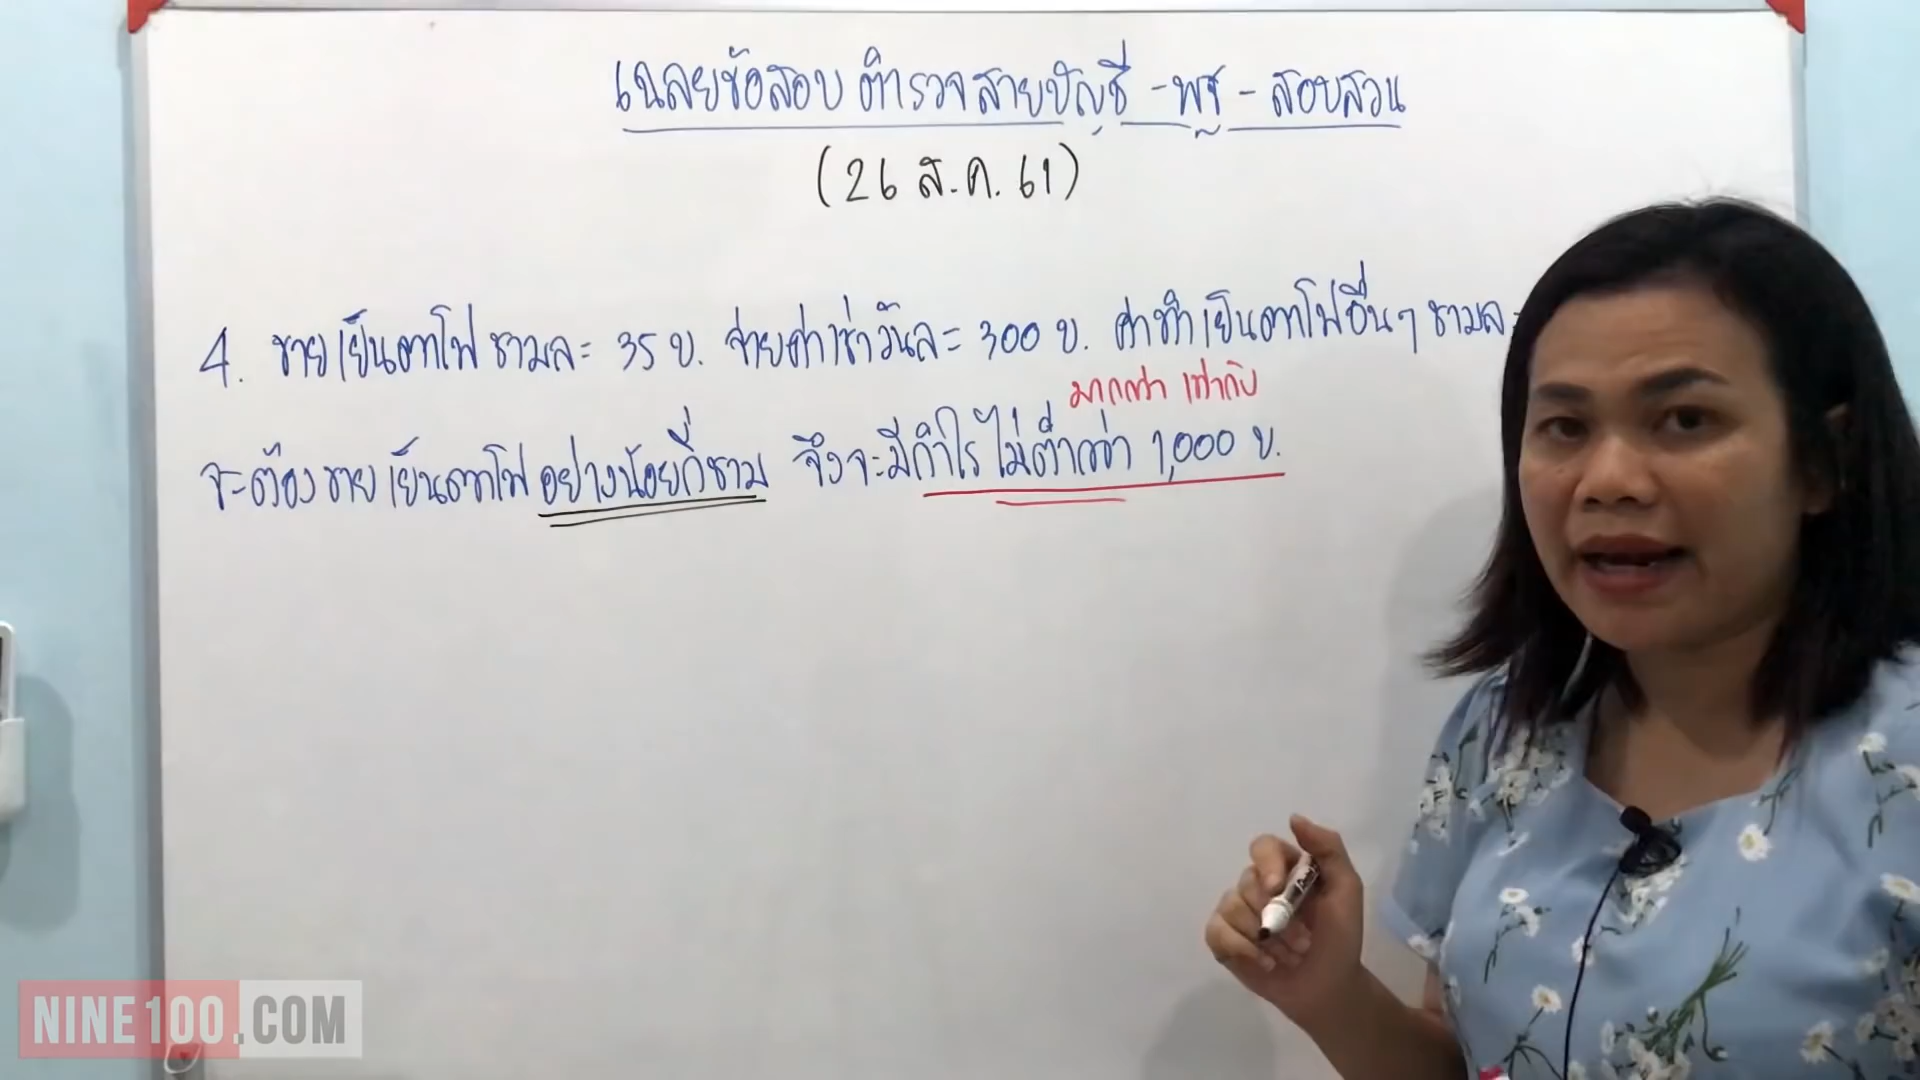 เฉลยข้อสอบ ตำรวจสายบัญชี - พฐ - สอบสวน
(26 ส.ค. 61)
4. ขายเย็นตาโฟ ชามละ 35 บ. จ่ายค่าเช่าวันละ 300 บ. ค่าทำเย็นตาโฟอื่นๆ ชามละ
มากกว่า เท่ากับ
จะต้องขายเย็นตาโฟ อย่างน้อยกี่ชาม จึงจะมีกำไร ไม่ต่ำกว่า 1,000 บ.
NINE100.COM